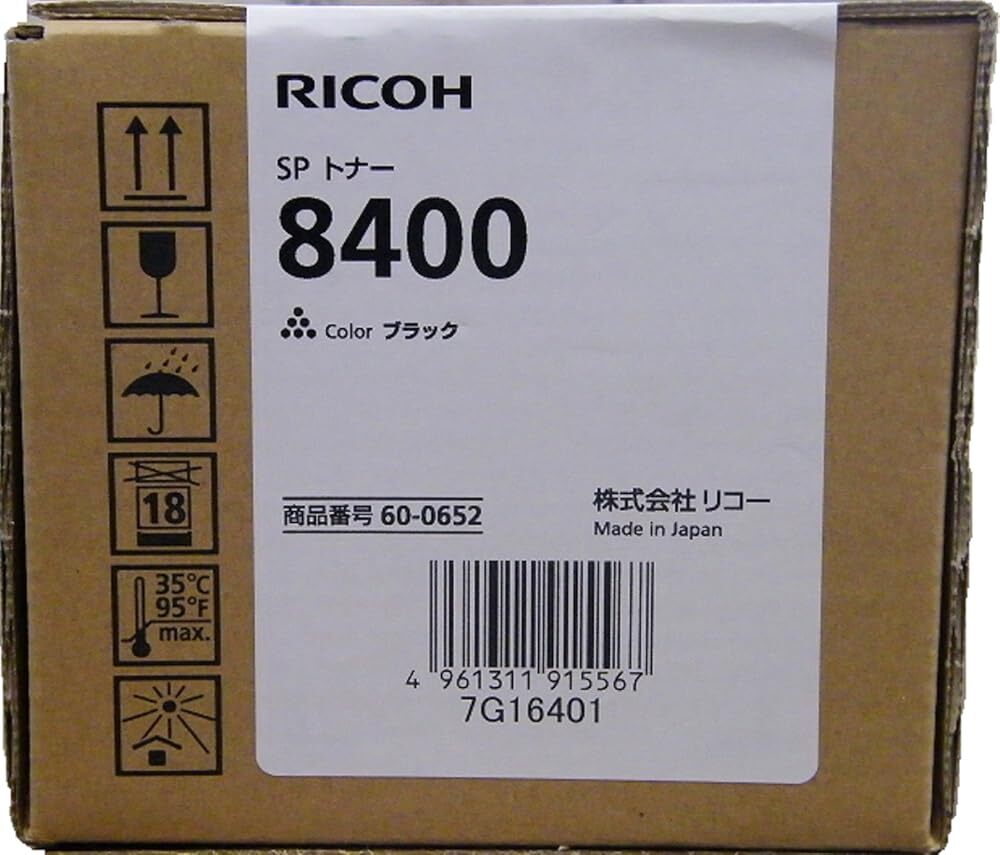 RICOH
SP トナー
8400
Color ブラック
18
35°C
95°F
max.
商品番号 60-0652
株式会社 リコー
Made in Japan
4 961311 915567
7G16401